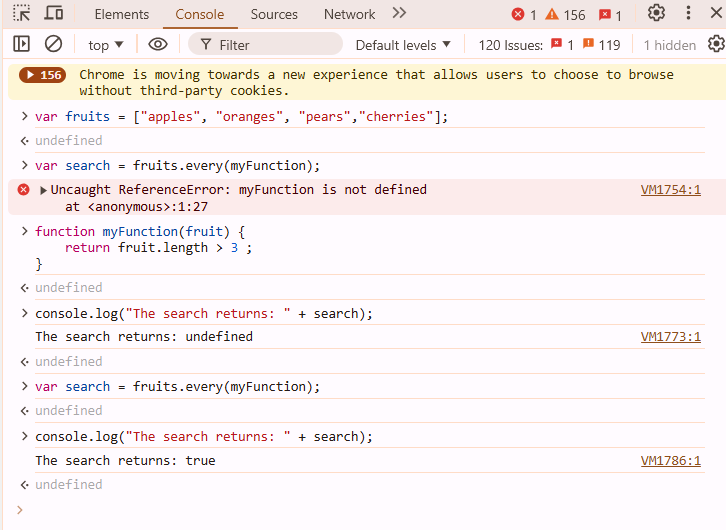 Elements Console Sources Network 1 156 1
top Filter Default levels 120 Issues: 1 119 1 hidden
156 Chrome is moving towards a new experience that allows users to choose to browse
without third-party cookies.
var fruits = ["apples", "oranges", "pears","cherries"];
undefined
var search = fruits.every(myFunction);
Uncaught ReferenceError: myFunction is not defined VM1754:1
at <anonymous>:1:27
function myFunction(fruit) {
return fruit.length > 3 ;
}
undefined
console.log("The search returns: " + search);
The search returns: undefined VM1773:1
undefined
var search = fruits.every(myFunction);
undefined
console.log("The search returns: " + search);
The search returns: true VM1786:1
undefined